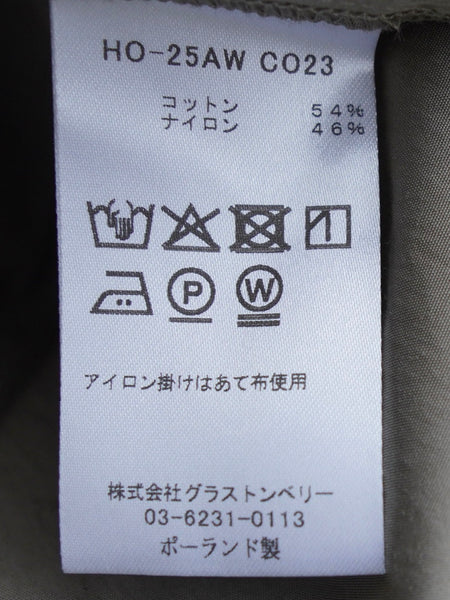 HO-25AW CO23
コットン 54%
ナイロン 46%
P W
アイロン掛けはあて布使用
株式会社グラストンベリー
03-6231-0113
ポーランド製